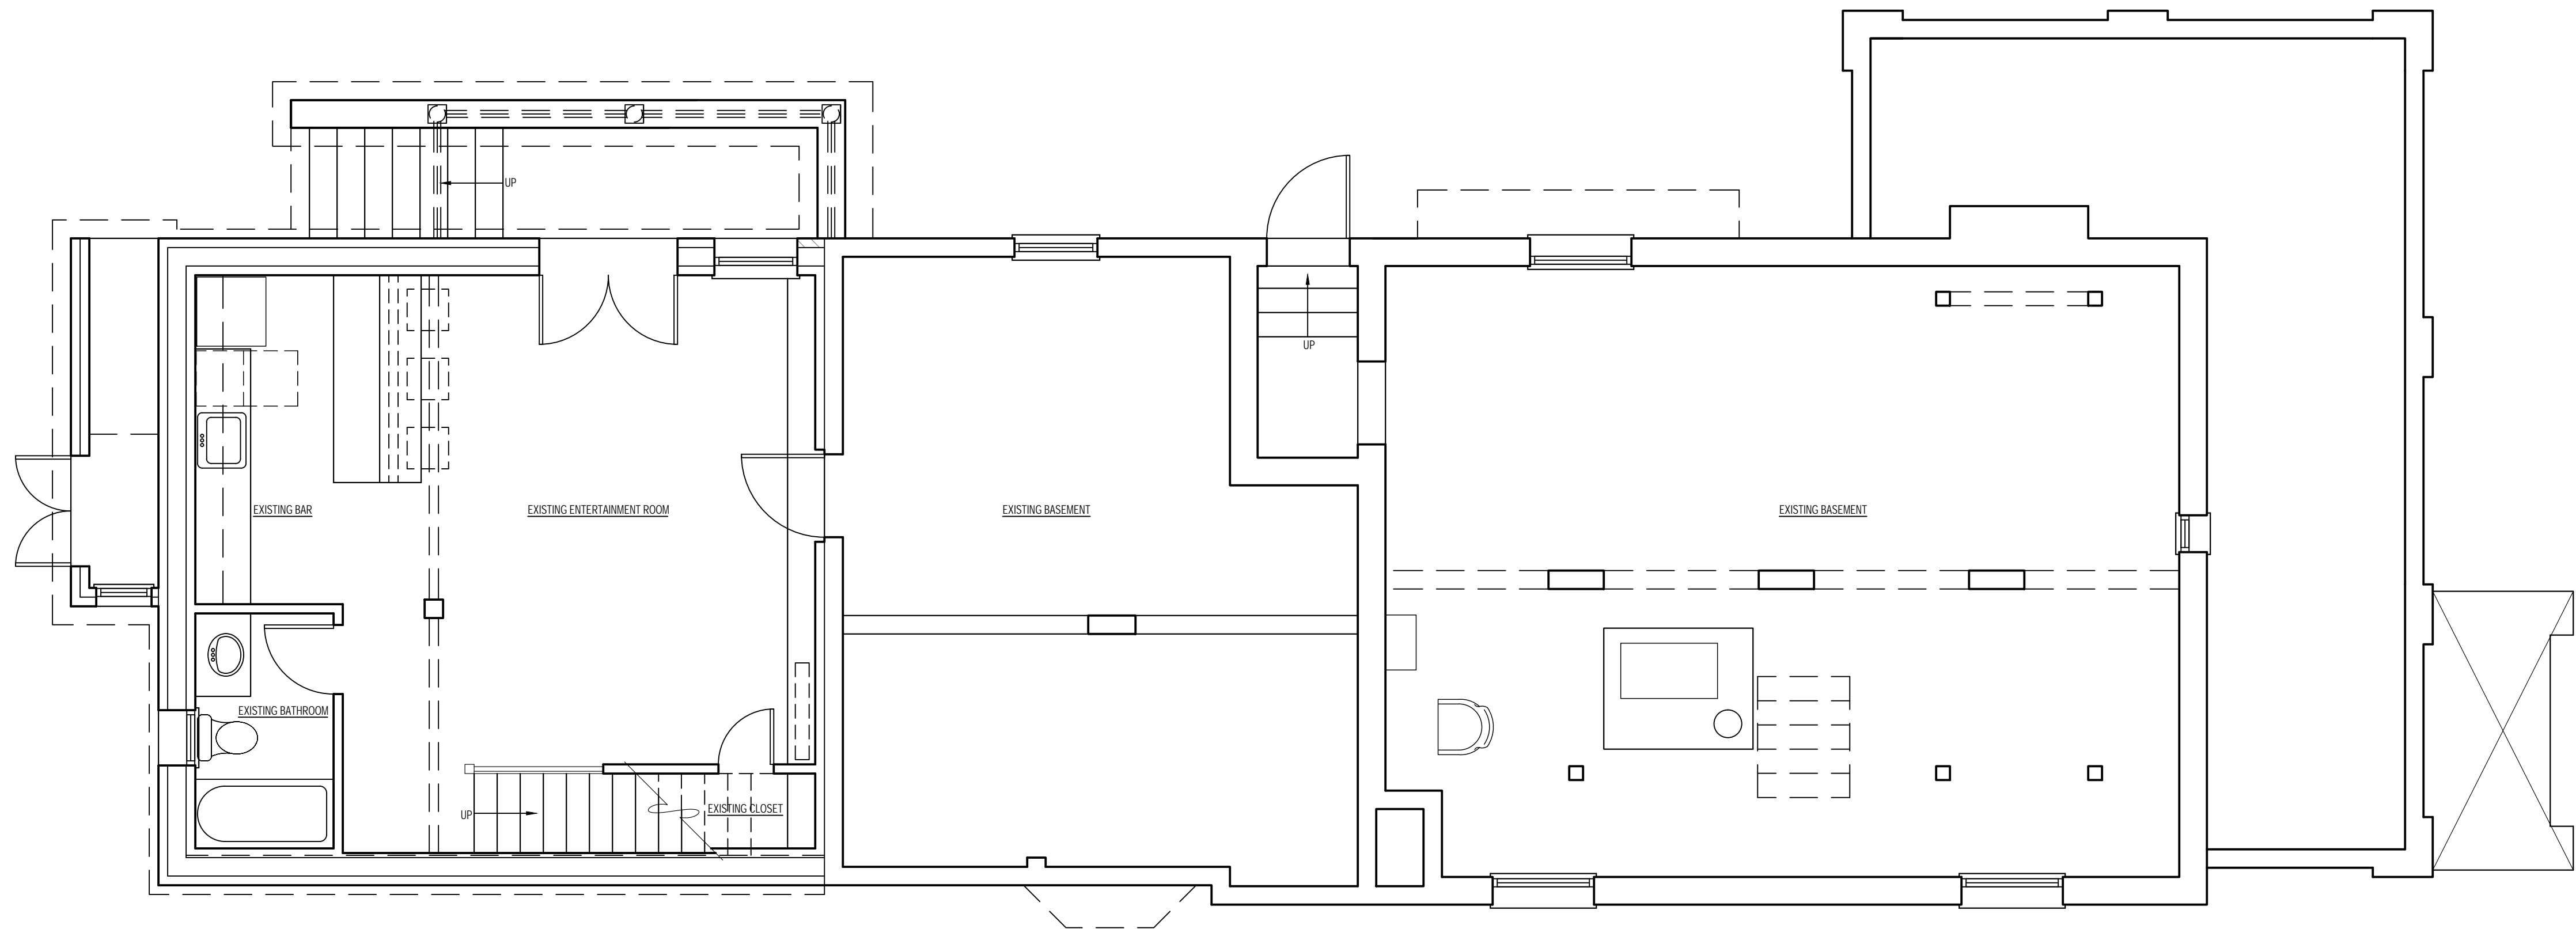 UP
UP
EXISTING BAR
EXISTING ENTERTAINMENT ROOM
EXISTING BASEMENT
EXISTING BASEMENT
EXISTING BATHROOM
EXISTING CLOSET
UP